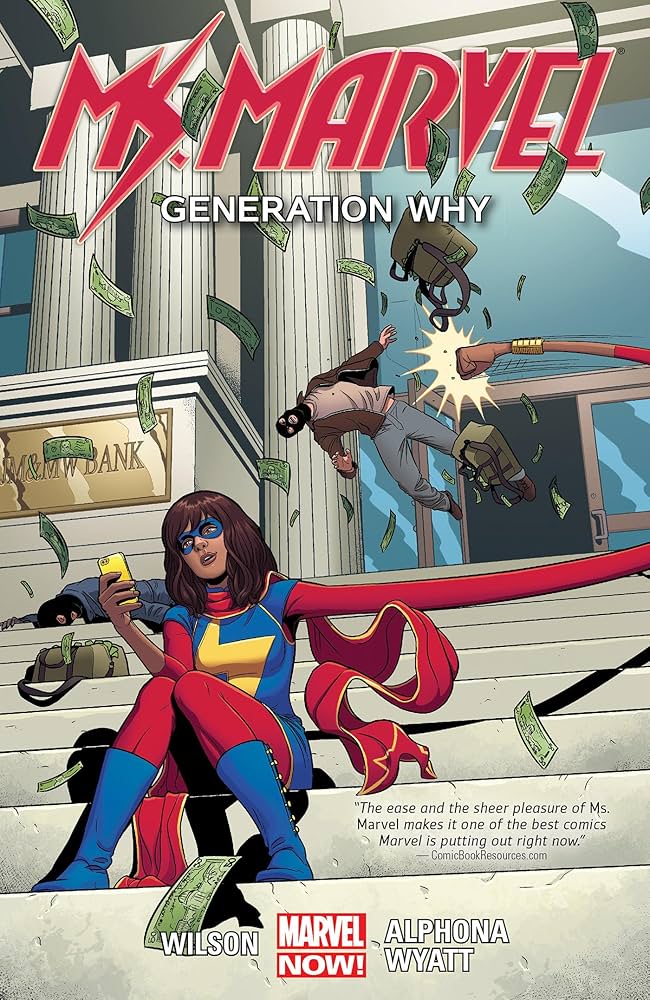 MS. MARVEL®
GENERATION WHY
BANK
"The ease and the sheer pleasure of Ms.
Marvel makes it one of the best comics
Marvel is putting out right now."
— ComicBookResources.com
WILSON
MARVEL
NOW!
ALPHONA
WYATT